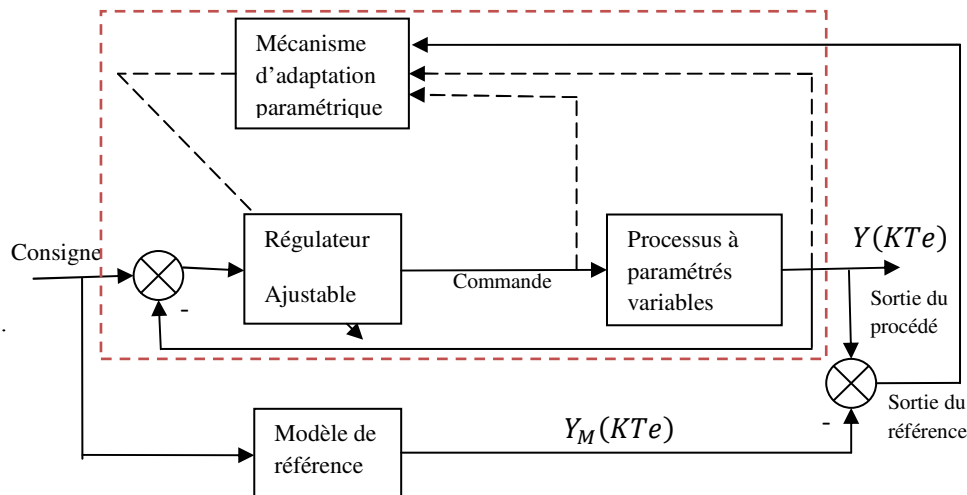 Mécanisme
d'adaptation
paramétrique
Consigne
-
Régulateur
Ajustable
Commande
Processus à
paramétrés
variables
Y(KTe)
Sortie du
procédé
.
Modèle de
référence
Y_M(KTe)
-
Sortie du
référence